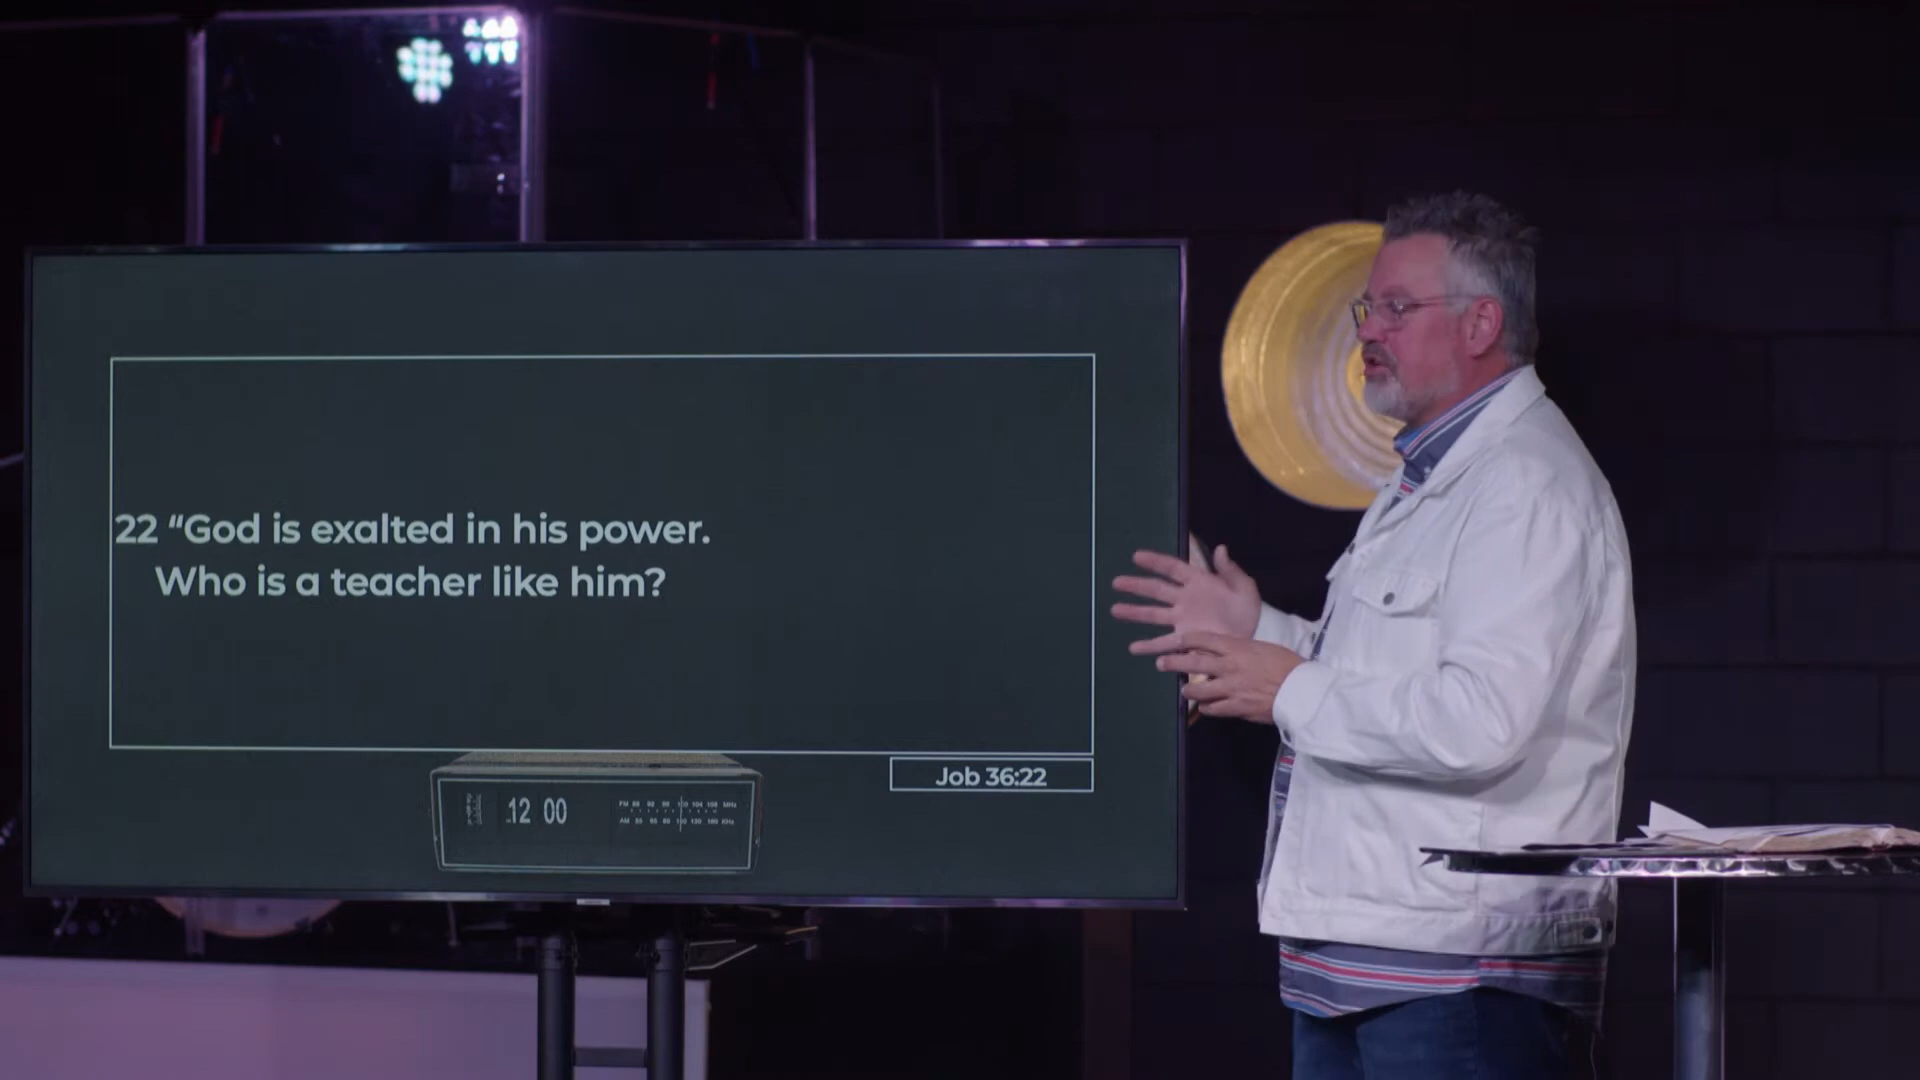 22 “God is exalted in his power.
Who is a teacher like him?
Job 36:22
12 00